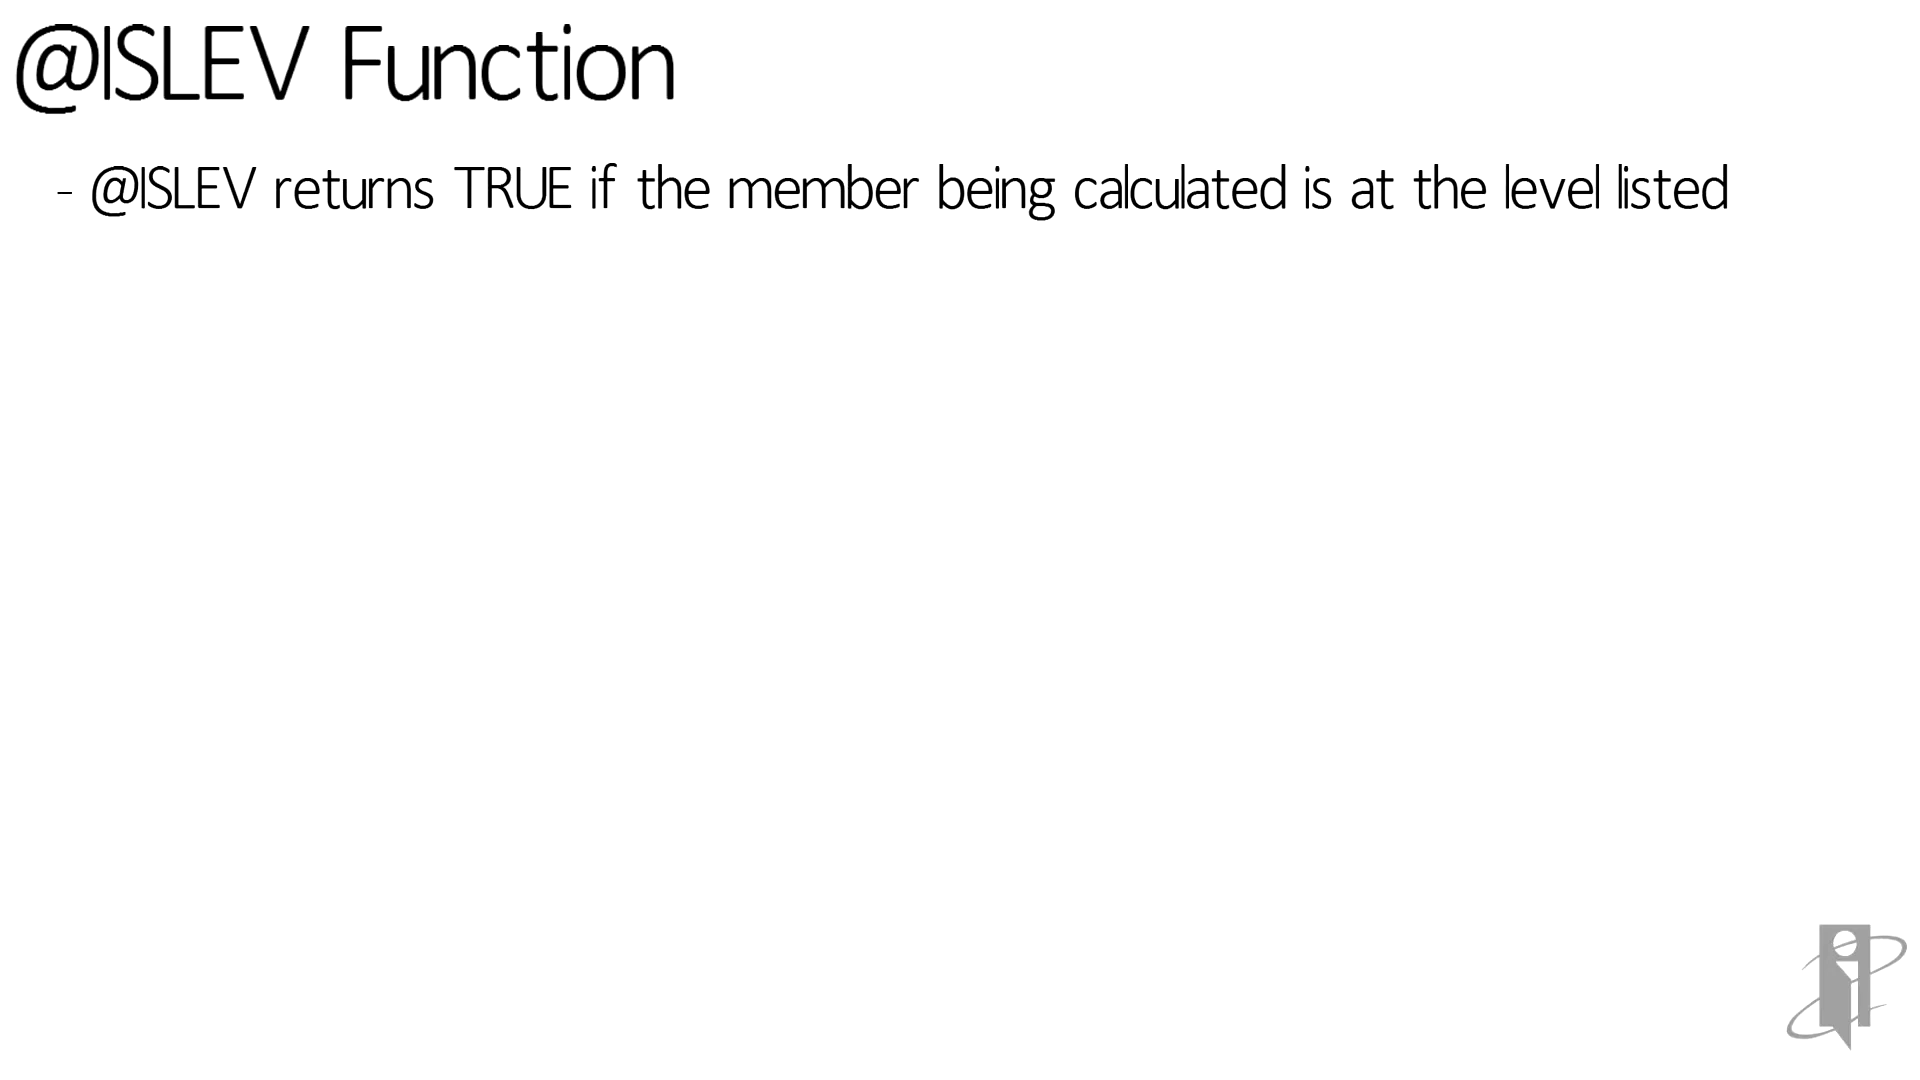 @ISLEV Function
- @ISLEV returns TRUE if the member being calculated is at the level listed